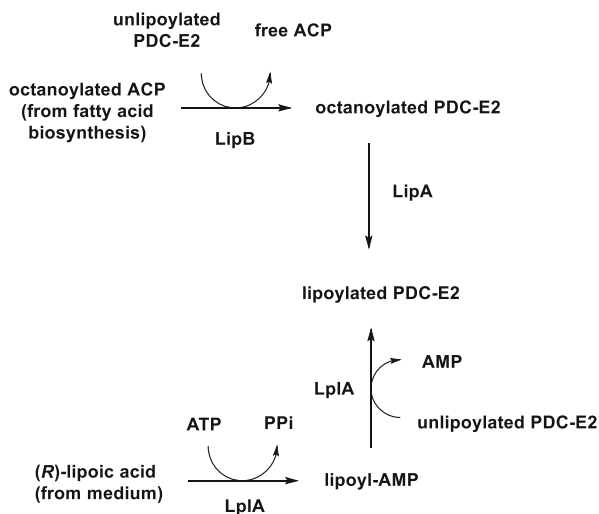 unlipoylated
PDC-E2
free ACP
octanoylated ACP
(from fatty acid
biosynthesis)
LipB
octanoylated PDC-E2
LipA
lipoylated PDC-E2
AMP
LplA
unlipoylated PDC-E2
ATP
PPi
(R)-lipoic acid
(from medium)
LplA
lipoyl-AMP